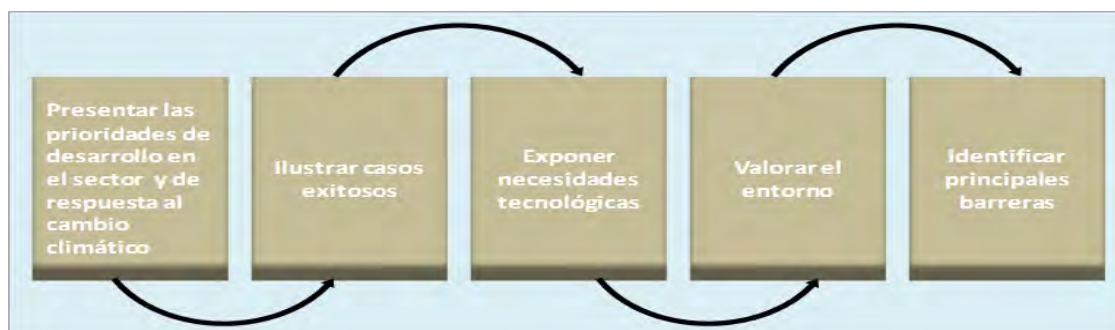 Presentar las
prioridades de
desarrollo en
el sector y de
respuesta al
cambio
climático
Ilustrar casos
exitosos
Exponer
necesidades
tecnológicas
Valorar el
entorno
Identificar
principales
barreras